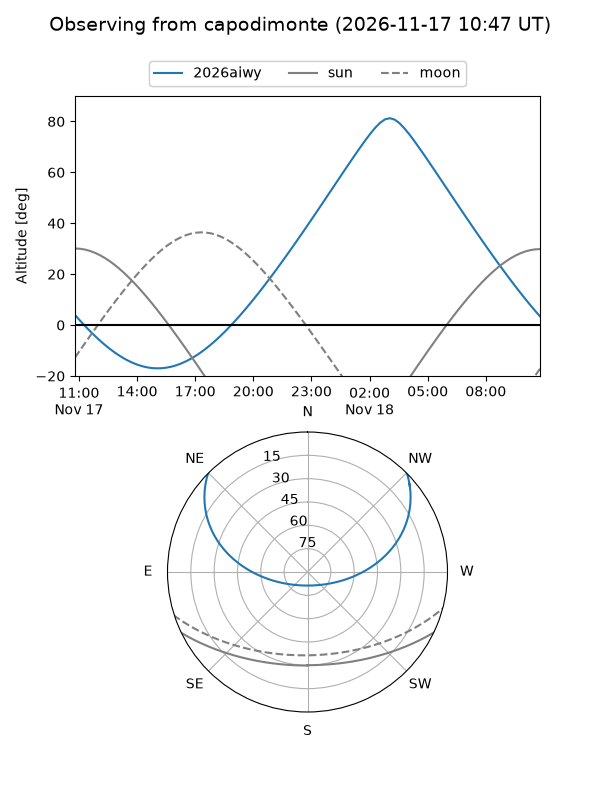 Observing from capodimonte (2026-11-17 10:47 UT)
2026aiwy sun moon
Altitude [deg]
80
60
40
20
0
−20
11:00 14:00 17:00 20:00 23:00 02:00 05:00 08:00
Nov 17 Nov 18
N
NE NW
15
30
45
60
75
E W
SE SW
S